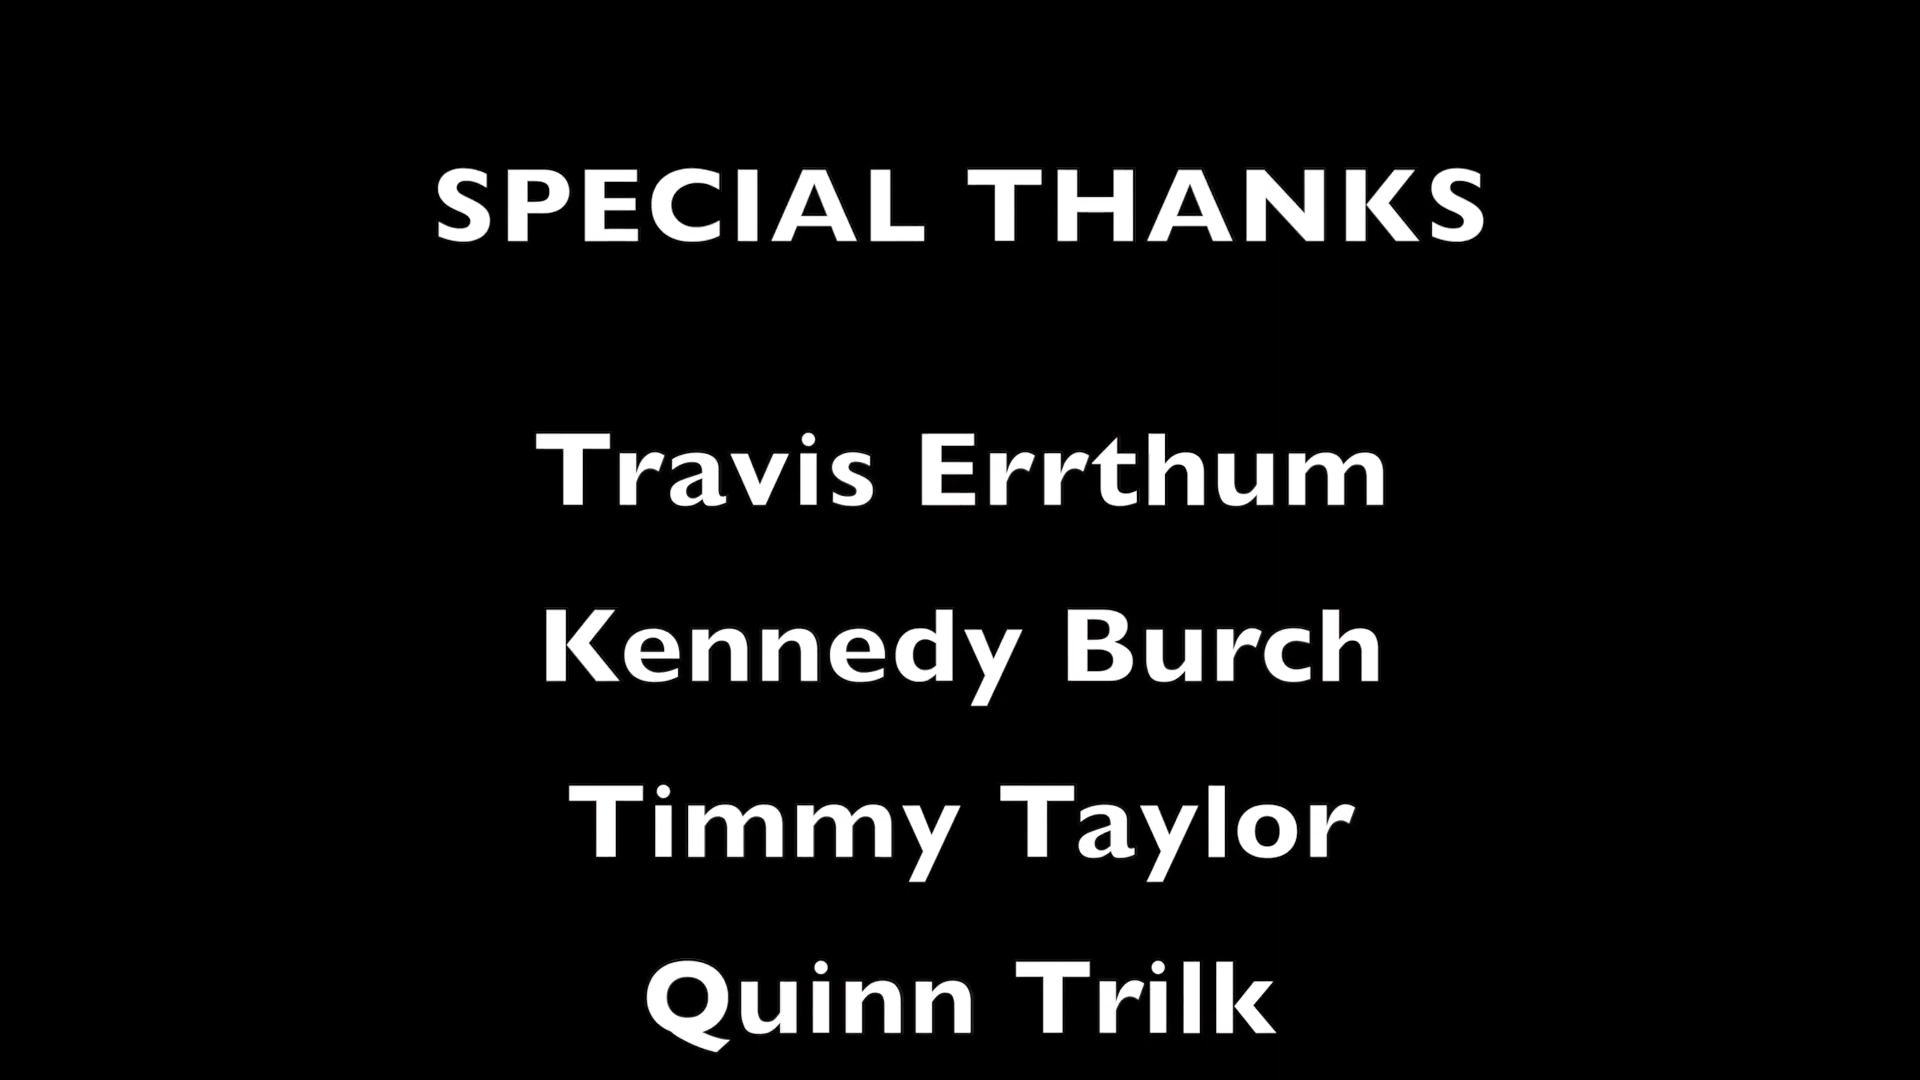 SPECIAL THANKS
Travis Errthum
Kennedy Burch
Timmy Taylor
Quinn Trilk